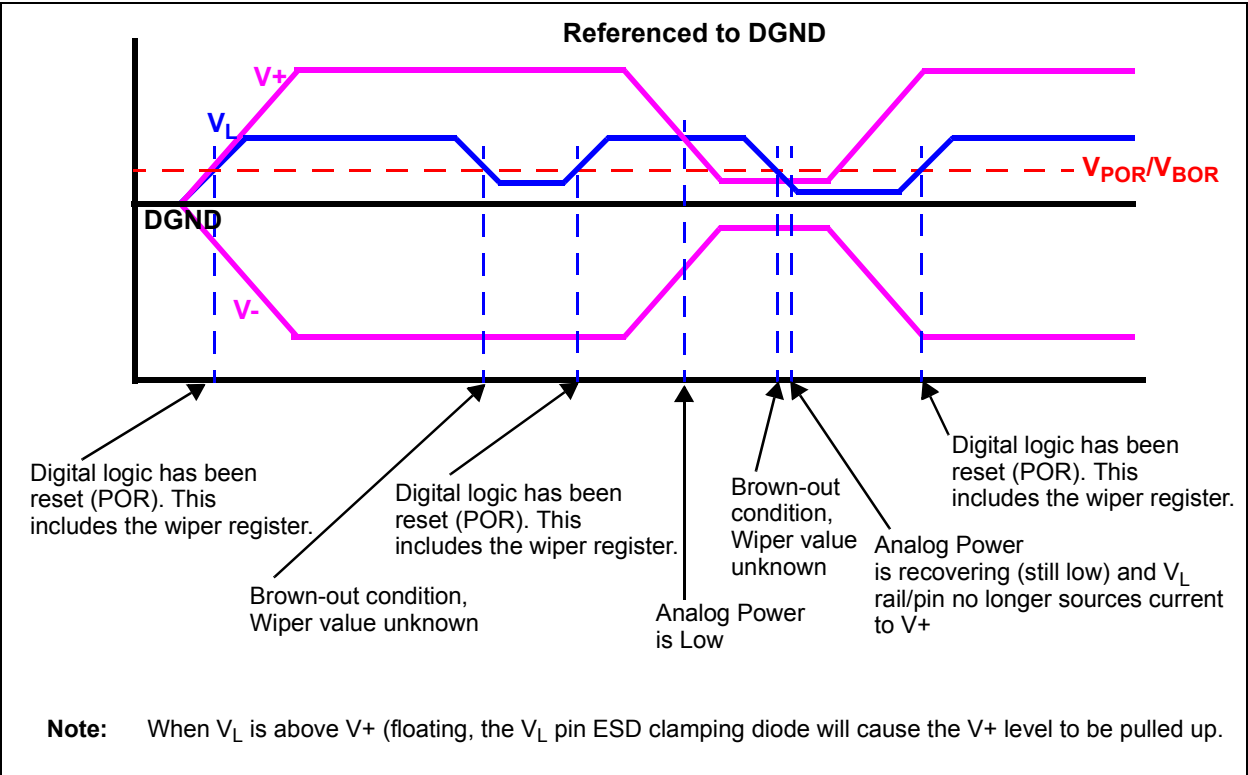 Referenced to DGND
V+
VL
VPOR/VBOR
DGND
V-
Digital logic has been
reset (POR). This
includes the wiper register.
Brown-out condition,
Wiper value unknown
Digital logic has been
reset (POR). This
includes the wiper register.
Analog Power
is Low
Brown-out
condition,
Wiper value
unknown
Analog Power
is recovering (still low) and VL
rail/pin no longer sources current
to V+
Digital logic has been
reset (POR). This
includes the wiper register.
Note: When VL is above V+ (floating, the VL pin ESD clamping diode will cause the V+ level to be pulled up.